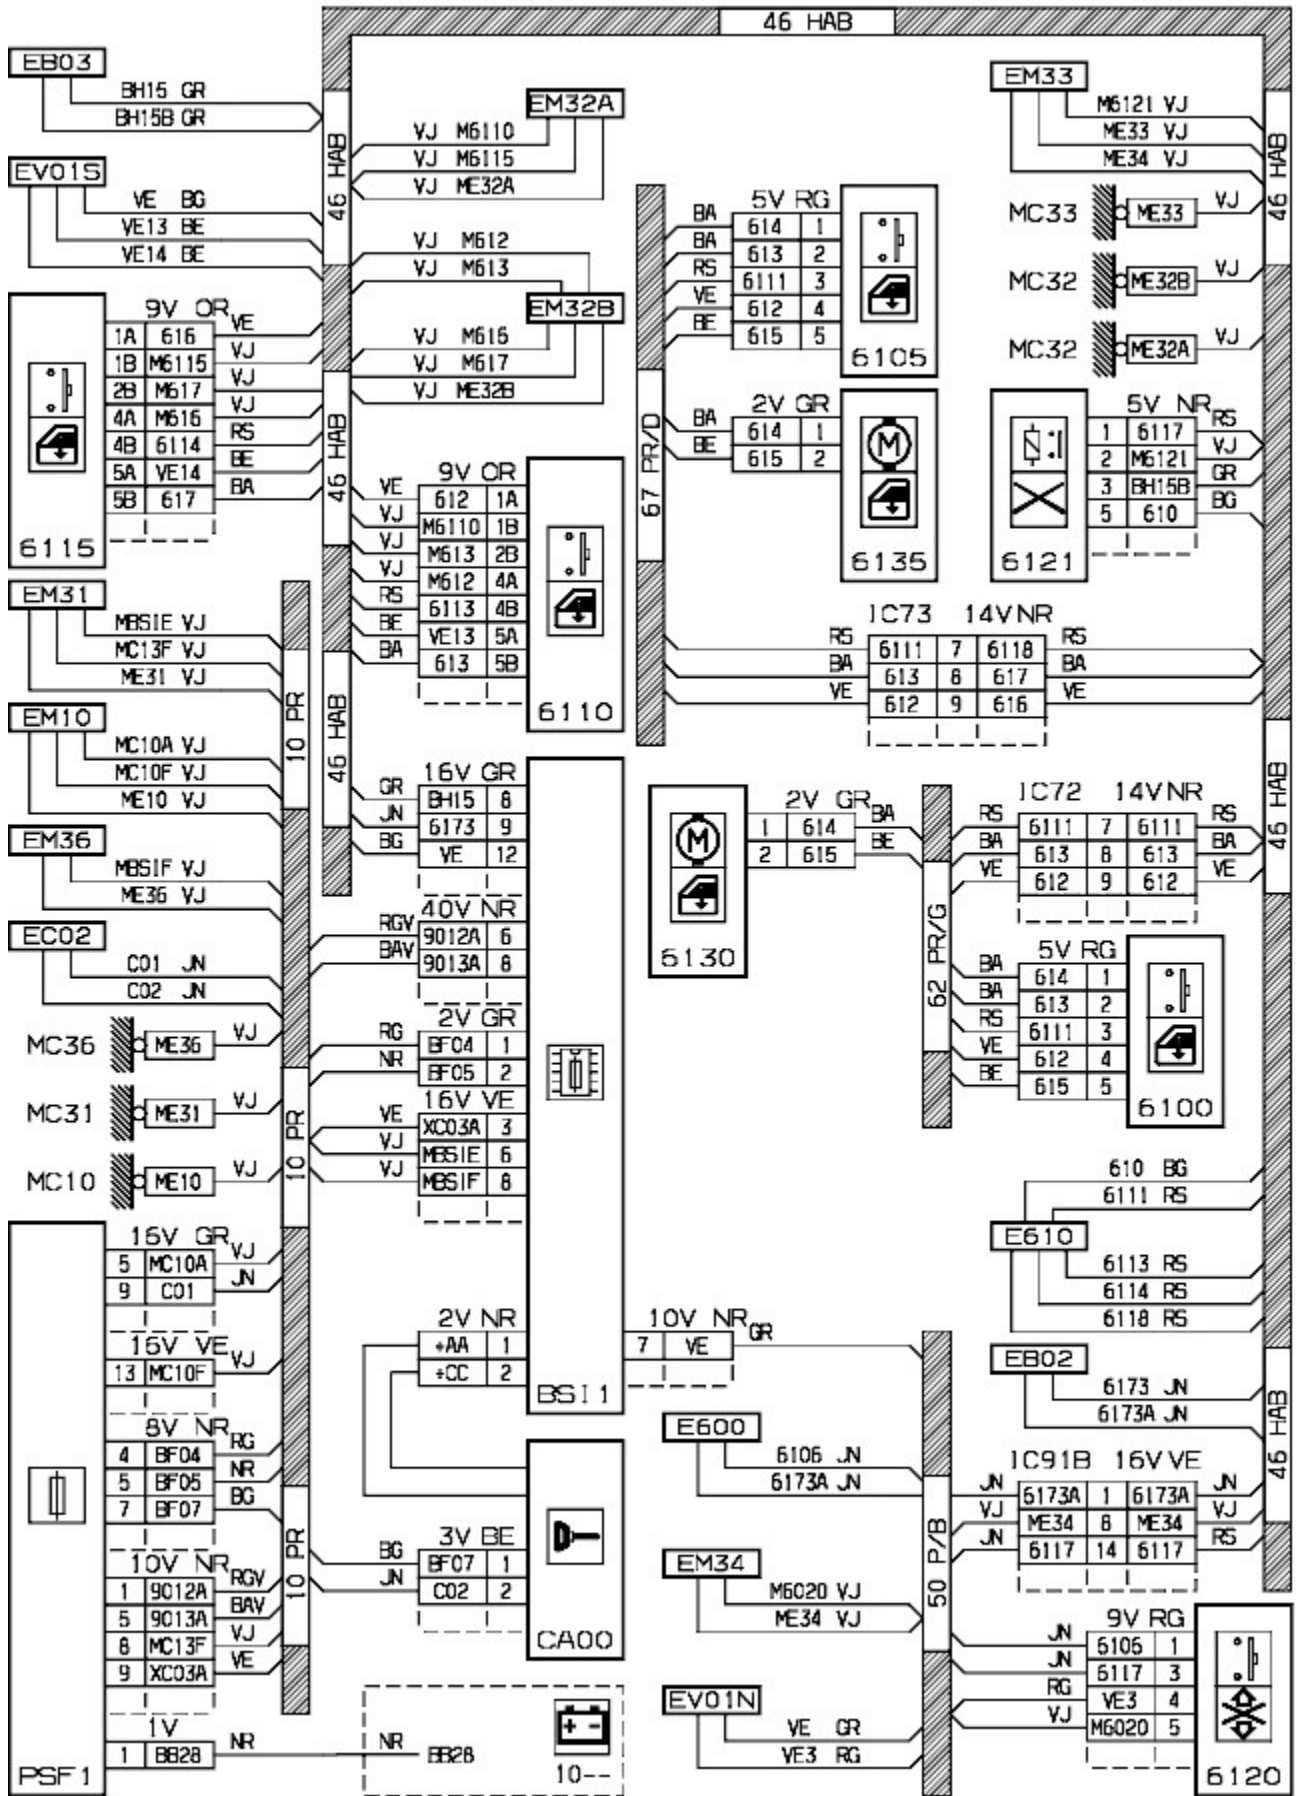 46 HAB
EB03
BH15 GR
BH15B GR
EV01S
VE BG
VE13 BE
VE14 BE
46 HAB
EM32A
VJ M6110
VJ M6115
VJ ME32A
VJ M612
VJ M613
EM32B
VJ M616
VJ M617
VJ ME32B
EM33
M6121 VJ
ME33 VJ
ME34 VJ
46 HAB
MC33 ME33 VJ
MC32 ME32B VJ
MC32 ME32A VJ
9V OR
1A 616 VE
1B M6115 VJ
2B M617 VJ
4A M616 VJ
4B 6114 RS
5A VE14 BE
5B 617 BA
6115
46 HAB
5V RG
BA 614 1
BA 613 2
RS 6111 3
VE 612 4
BE 615 5
6105
67 PR/D
2V GR
BA 614 1
BE 615 2
M
6135
5V NR
1 6117 RS
2 M6121 VJ
3 BH15B GR
5 610 BG
6121
9V OR
VE 612 1A
VJ M6110 1B
VJ M613 2B
VJ M612 4A
RS 6113 4B
BE VE13 5A
BA 613 5B
6110
EM31
MBSIE VJ
MC13F VJ
ME31 VJ
10 PR
46 HAB
EM10
MC10A VJ
MC10F VJ
ME10 VJ
EM36
MBSIF VJ
ME36 VJ
EC02
C01 JN
C02 JN
MC36 ME36 VJ
MC31 ME31 VJ
MC10 ME10 VJ
10 PR
IC73 14V NR
RS 6111 7 6118 RS
BA 613 8 617 BA
VE 612 9 616 VE
46 HAB
16V GR
GR BH15 8
JN 6173 9
BG VE 12
40V NR
RGV 9012A 6
BAV 9013A 8
2V GR
RG BF04 1
NR BF05 2
16V VE
VE XC03A 3
VJ MBSIE 6
VJ MBSIF 8
2V NR
+AA 1
+CC 2
BSI1
10V NR
7 VE GR
M
2V GR
1 614 BA
2 615 BE
6130
62 PR/G
IC72 14V NR
RS 6111 7 6111 RS
BA 613 8 613 BA
VE 612 9 612 VE
5V RG
BA 614 1
BA 613 2
RS 6111 3
VE 612 4
BE 615 5
6100
610 BG
6111 RS
E610
6113 RS
6114 RS
6118 RS
EB02
6173 JN
6173A JN
46 HAB
16V GR
5 MC10A VJ
9 C01 JN
16V VE
13 MC10F VJ
8V NR
4 BF04 RG
5 BF05 NR
7 BF07 BG
10V NR
1 9012A RGV
5 9013A BAV
8 MC13F VJ
9 XC03A VE
1V
1 BB28 NR
PSF1
10 PR
3V BE
BG BF07 1
JN C02 2
CA00
NR BB28
+ -
10--
E600
6106 JN
6173A JN
EM34
M6020 VJ
ME34 VJ
EV01N
VE GR
VE3 RG
50 P/B
IC91B 16V VE
JN 6173A 1 6173A JN
VJ ME34 8 ME34 VJ
JN 6117 14 6117 RS
9V RG
JN 6106 1
JN 6117 3
RG VE3 4
VJ M6020 5
6120